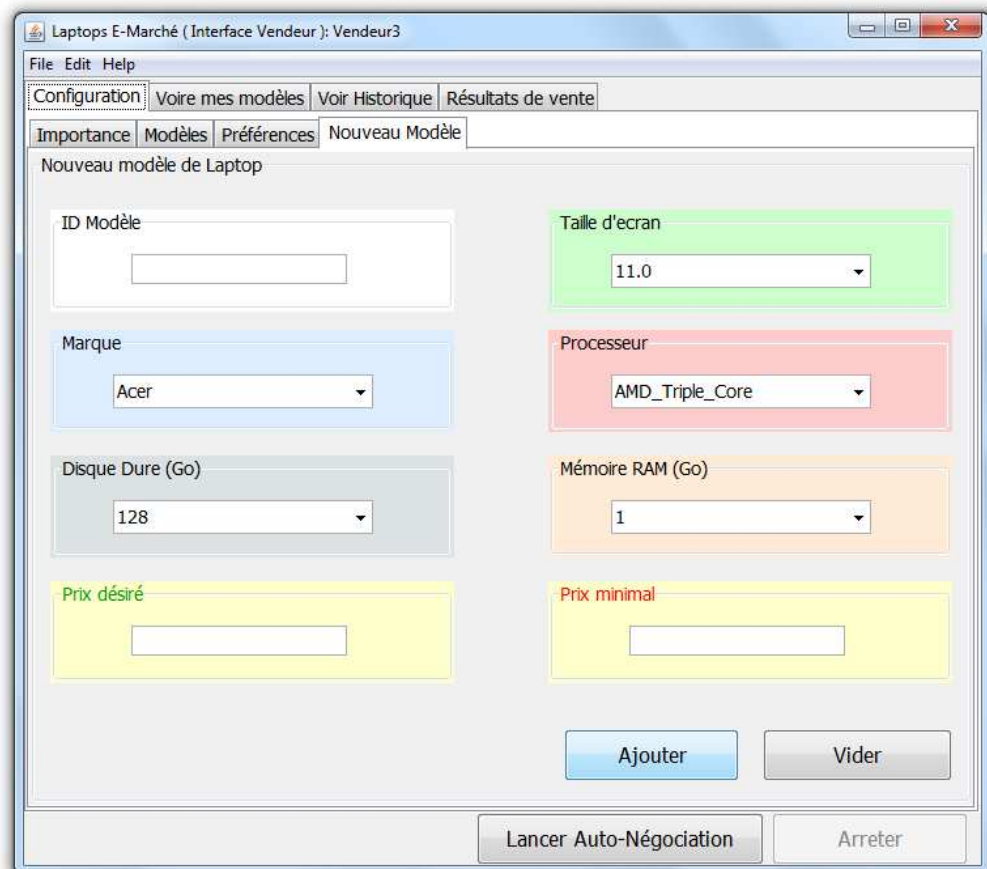 Laptops E-Marché ( Interface Vendeur ): Vendeur3
File Edit Help
Configuration Voire mes modèles Voir Historique Résultats de vente
Importance Modèles Préférences Nouveau Modèle
Nouveau modèle de Laptop
ID Modèle Taille d'ecran
11.0
Marque Processeur
Acer AMD_Triple_Core
Disque Dure (Go) Mémoire RAM (Go)
128 1
Prix désiré Prix minimal
Ajouter Vider
Lancer Auto-Négociation Arreter